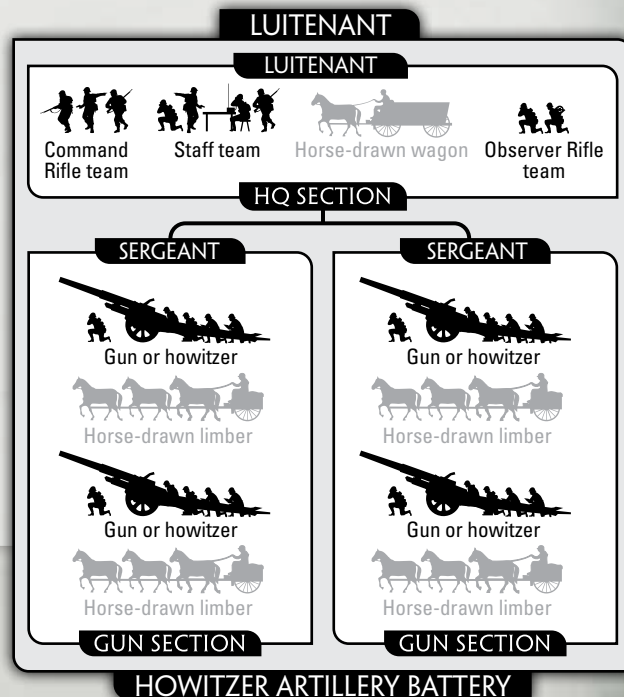 LUITENANT
LUITENANT
Command
Rifle team
Staff team
Horse-drawn wagon
Observer Rifle
team
HQ SECTION
SERGEANT
Gun or howitzer
Horse-drawn limber
Gun or howitzer
Horse-drawn limber
GUN SECTION
SERGEANT
Gun or howitzer
Horse-drawn limber
Gun or howitzer
Horse-drawn limber
GUN SECTION
HOWITZER ARTILLERY BATTERY